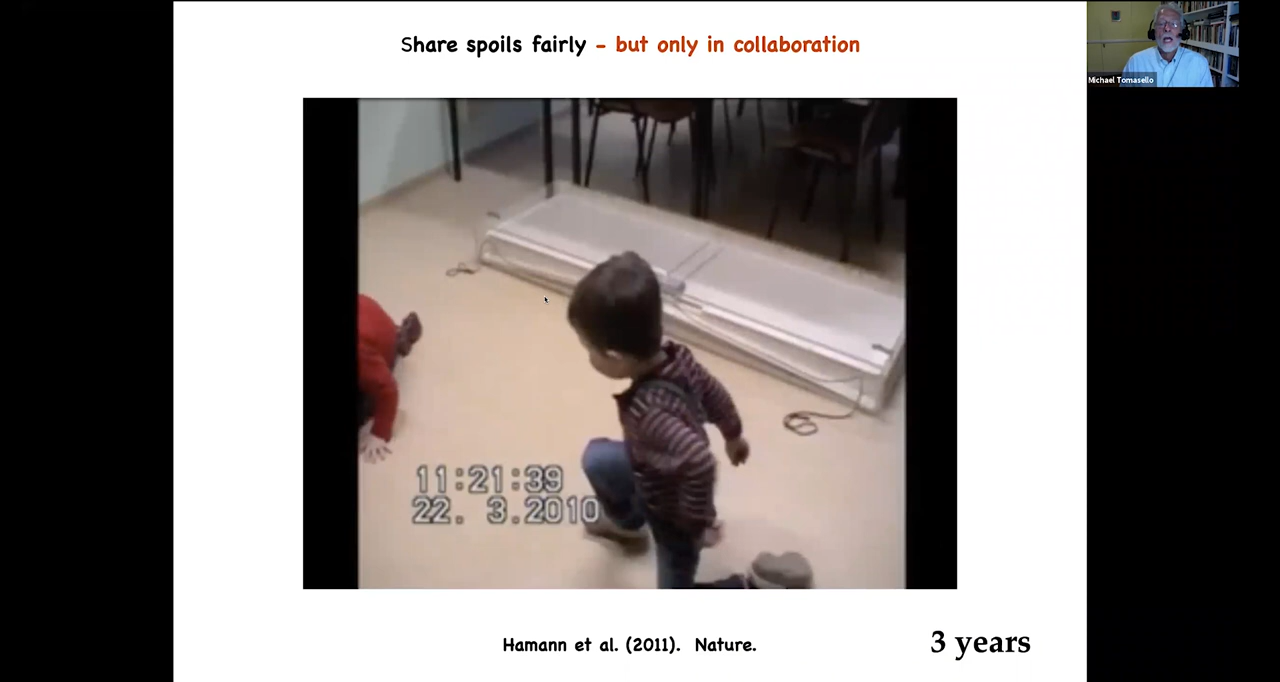 Share spoils fairly – but only in collaboration
Michael Tomasello
11:21:39
22. 3.2010
Hamann et al. (2011). Nature.
3 years